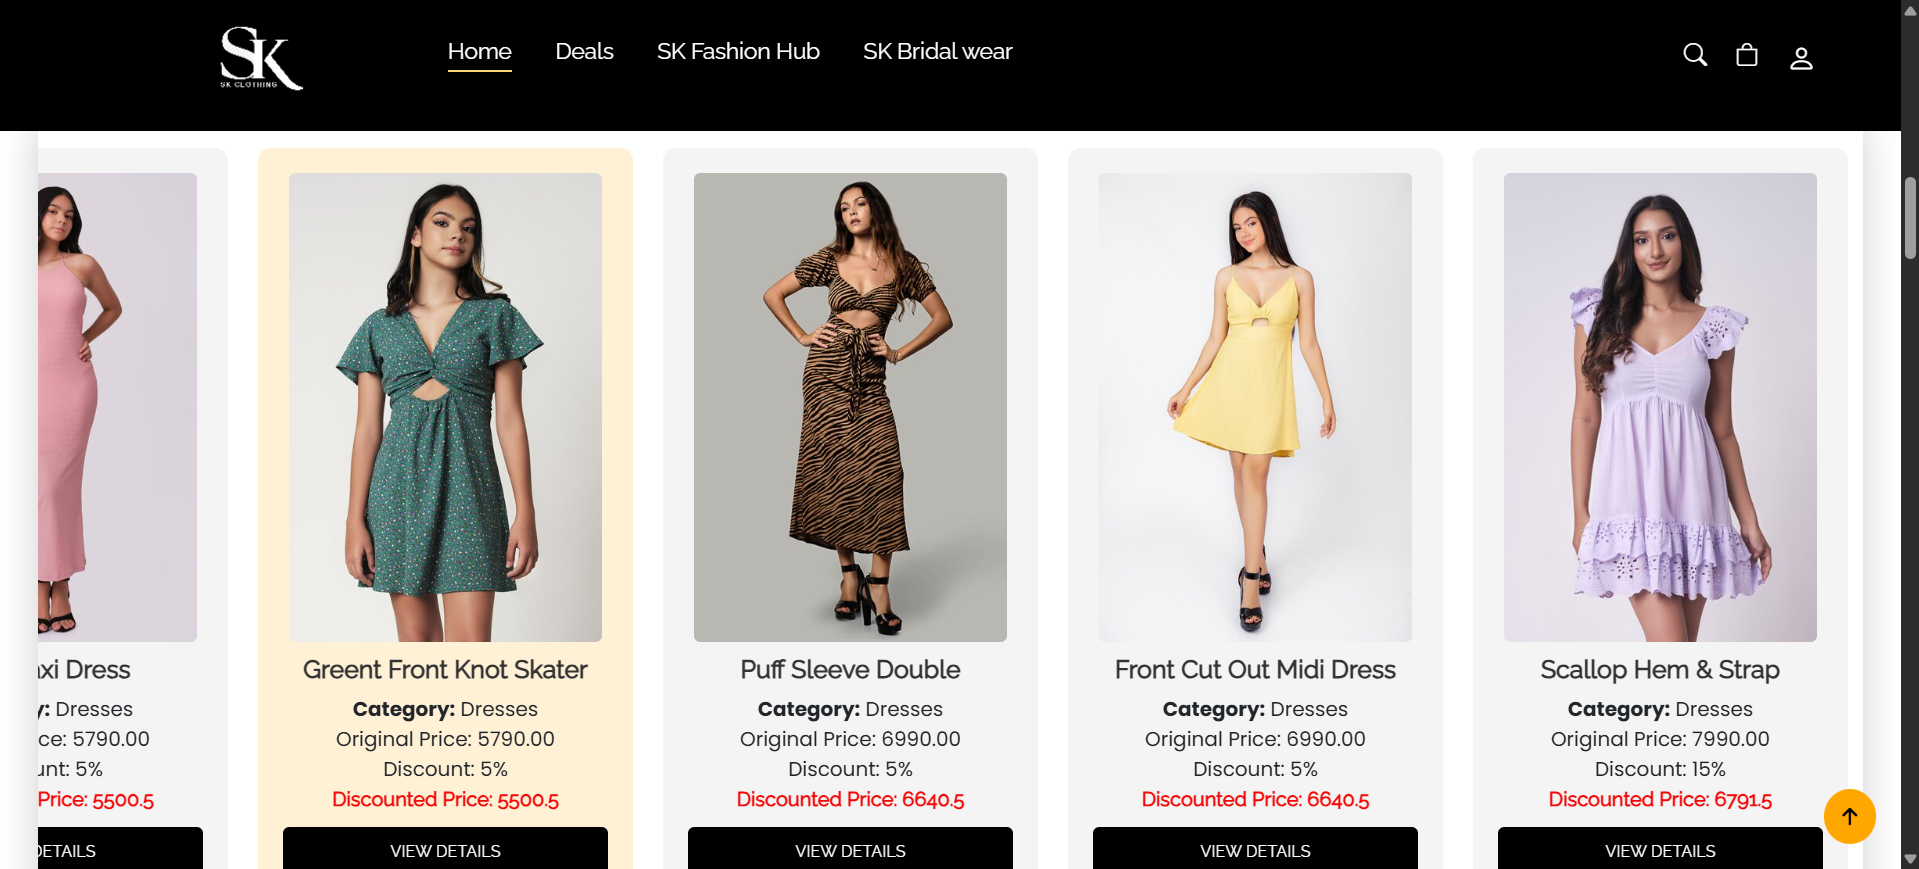 SK
SK CLOTHING
Home Deals SK Fashion Hub SK Bridal wear
xi Dress
y: Dresses
ce: 5790.00
unt: 5%
Price: 5500.5
DETAILS
Greent Front Knot Skater
Category: Dresses
Original Price: 5790.00
Discount: 5%
Discounted Price: 5500.5
VIEW DETAILS
Puff Sleeve Double
Category: Dresses
Original Price: 6990.00
Discount: 5%
Discounted Price: 6640.5
VIEW DETAILS
Front Cut Out Midi Dress
Category: Dresses
Original Price: 6990.00
Discount: 5%
Discounted Price: 6640.5
VIEW DETAILS
Scallop Hem & Strap
Category: Dresses
Original Price: 7990.00
Discount: 15%
Discounted Price: 6791.5
VIEW DETAILS